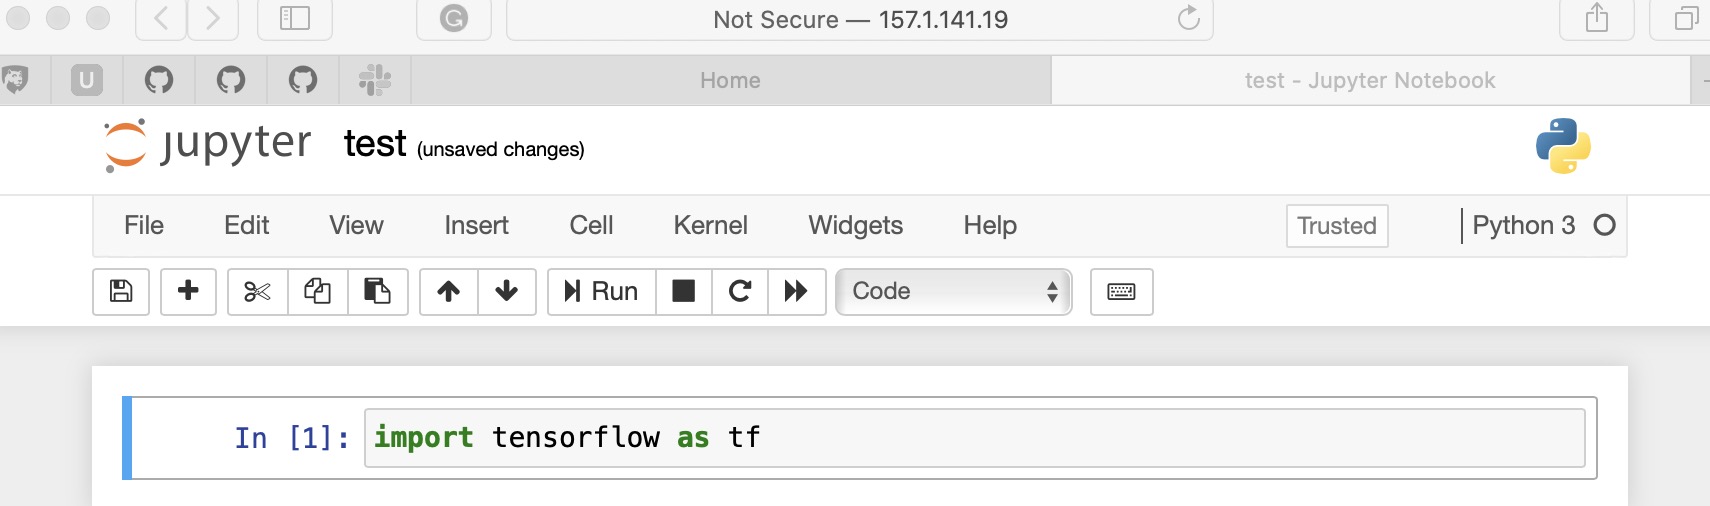 Not Secure — 157.1.141.19
U
Home
test - Jupyter Notebook
jupyter test (unsaved changes)
File Edit View Insert Cell Kernel Widgets Help Trusted Python 3
Run Code
In [1]: import tensorflow as tf